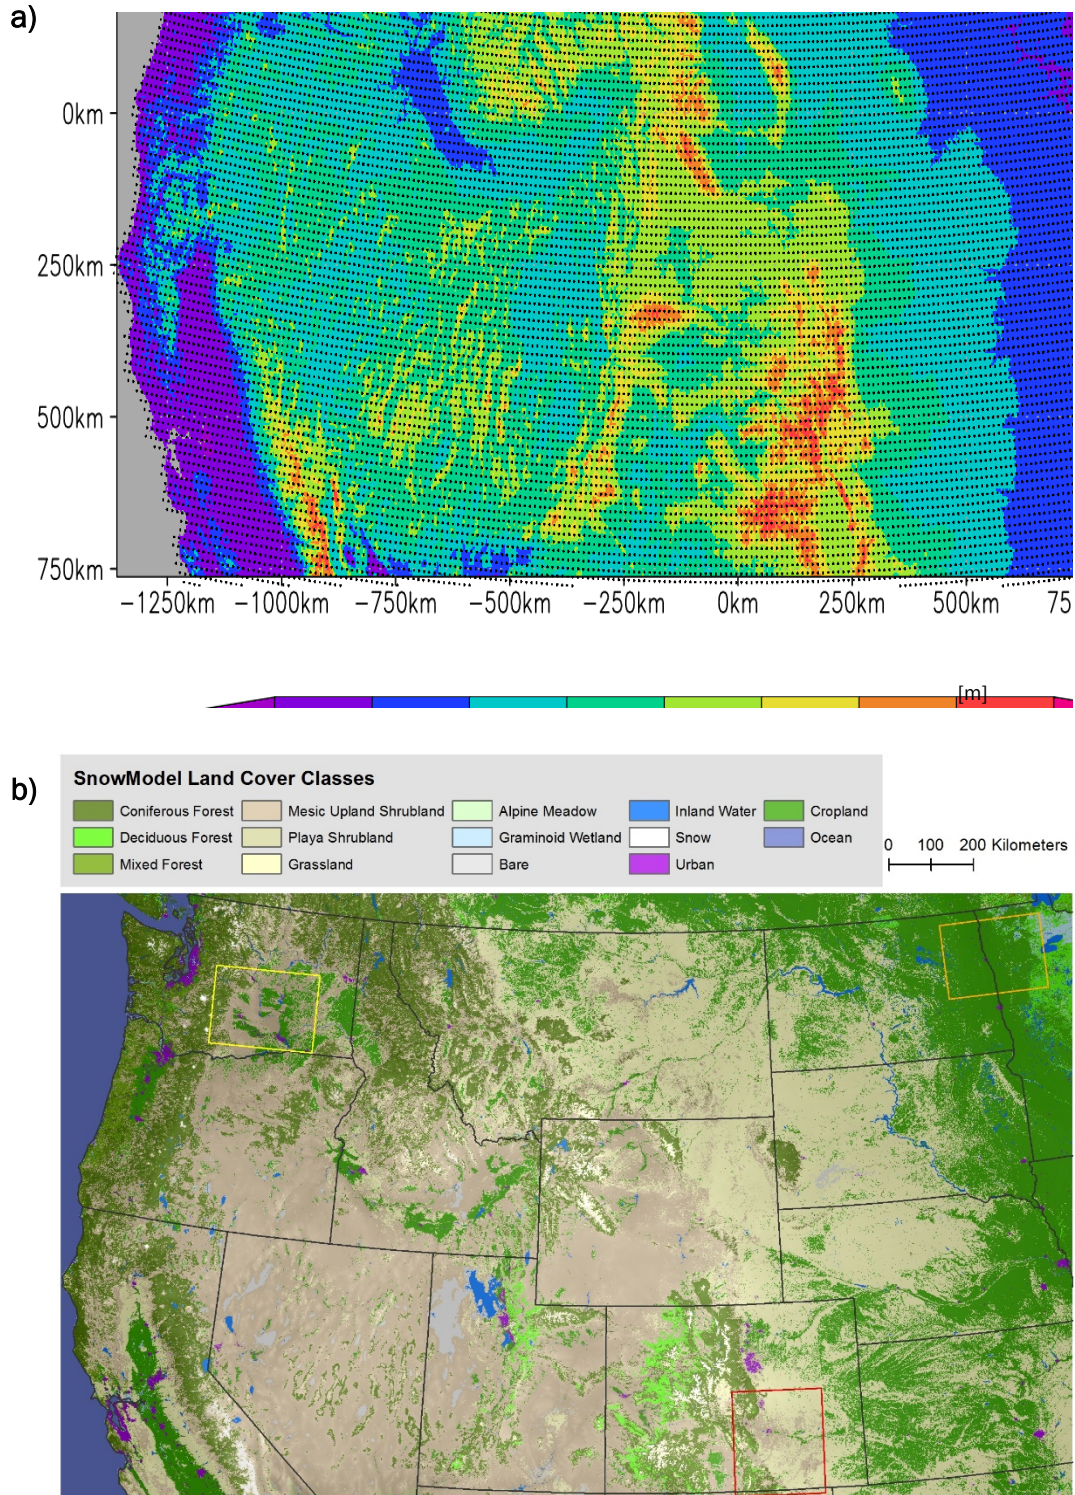 a)
0km
250km
500km
750km
−1250km
−1000km
−750km
−500km
−250km
0km
250km
500km
75
[m]
b)
SnowModel Land Cover Classes
Coniferous Forest
Mesic Upland Shrubland
Alpine Meadow
Inland Water
Cropland
Deciduous Forest
Playa Shrubland
Graminoid Wetland
Snow
Ocean
Mixed Forest
Grassland
Bare
Urban
0 100 200 Kilometers